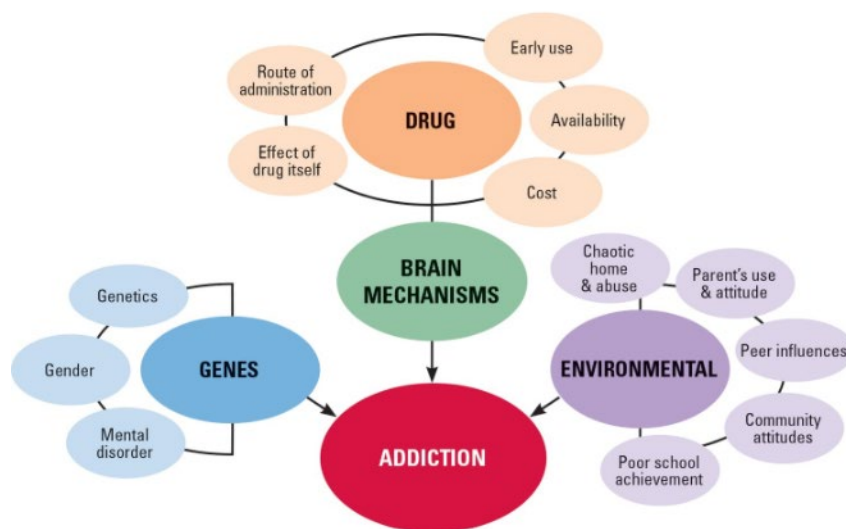 Early use
Route of
administration
DRUG
Availability
Effect of
drug itself
Cost
BRAIN
MECHANISMS
Chaotic
home
& abuse
Parent's use
& attitude
Genetics
Peer influences
Gender
GENES
ENVIRONMENTAL
Mental
disorder
Community
attitudes
ADDICTION
Poor school
achievement